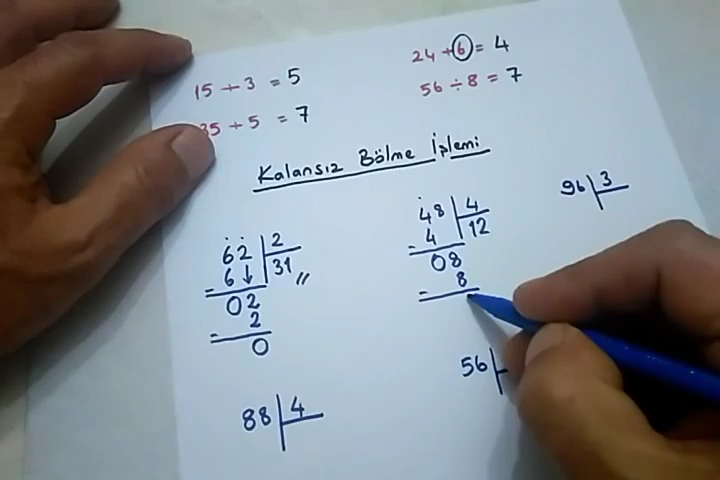 15 ÷ 3 = 5
24 ÷ 6 = 4
35 ÷ 5 = 7
56 ÷ 8 = 7
Kalansız Bölme İşlemi
62 | 2
6 ↓ | 31 //
- 02
2
- 0
48 | 4
- 4 | 12
08
- 8
96 | 3
88 | 4
56 |